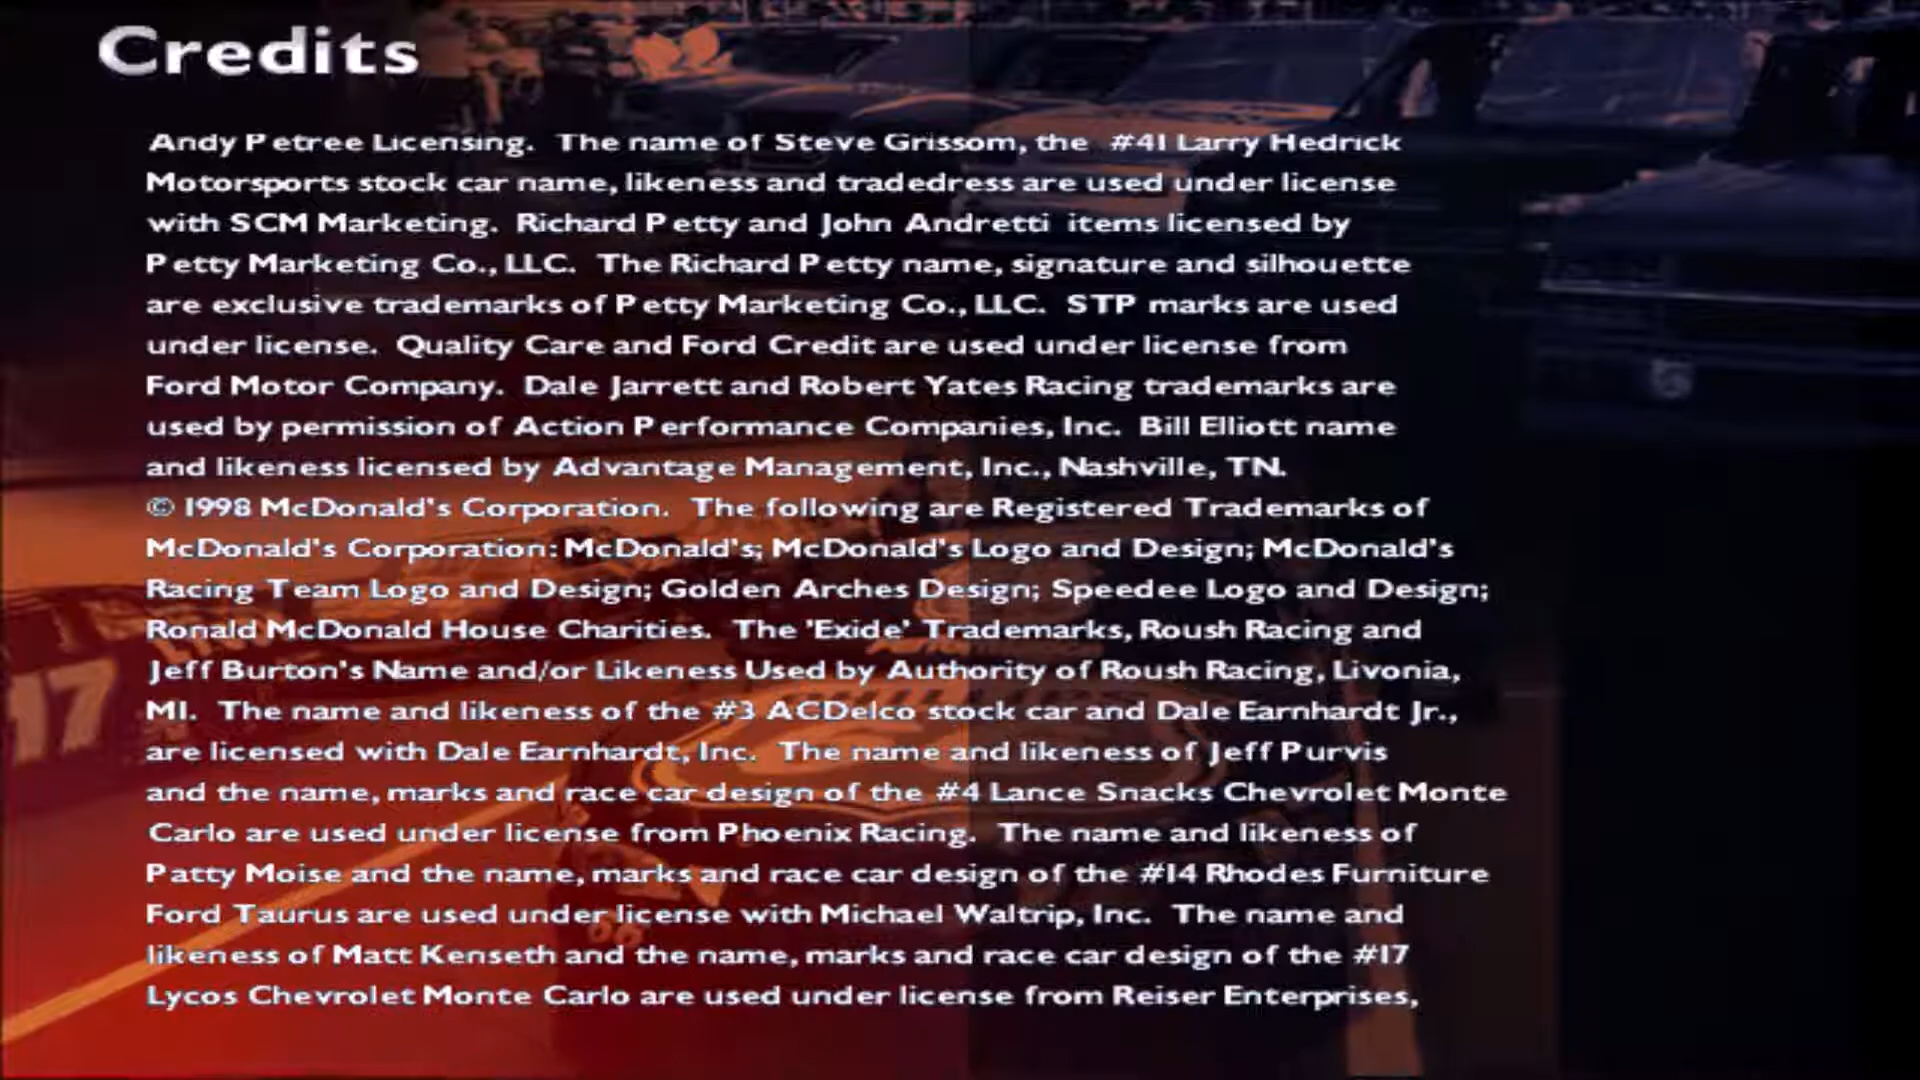 Credits
Andy Petree Licensing. The name of Steve Grissom, the #41 Larry Hedrick
Motorsports stock car name, likeness and tradedress are used under license
with SCM Marketing. Richard Petty and John Andretti items licensed by
Petty Marketing Co., LLC. The Richard Petty name, signature and silhouette
are exclusive trademarks of Petty Marketing Co., LLC. STP marks are used
under license. Quality Care and Ford Credit are used under license from
Ford Motor Company. Dale Jarrett and Robert Yates Racing trademarks are
used by permission of Action Performance Companies, Inc. Bill Elliott name
and likeness licensed by Advantage Management, Inc., Nashville, TN.
© 1998 McDonald's Corporation. The following are Registered Trademarks of
McDonald's Corporation: McDonald's; McDonald's Logo and Design; McDonald's
Racing Team Logo and Design; Golden Arches Design; Speedee Logo and Design;
Ronald McDonald House Charities. The 'Exide' Trademarks, Roush Racing and
Jeff Burton's Name and/or Likeness Used by Authority of Roush Racing, Livonia,
MI. The name and likeness of the #3 ACDelco stock car and Dale Earnhardt Jr.,
are licensed with Dale Earnhardt, Inc. The name and likeness of Jeff Purvis
and the name, marks and race car design of the #4 Lance Snacks Chevrolet Monte
Carlo are used under license from Phoenix Racing. The name and likeness of
Patty Moise and the name, marks and race car design of the #14 Rhodes Furniture
Ford Taurus are used under license with Michael Waltrip, Inc. The name and
likeness of Matt Kenseth and the name, marks and race car design of the #17
Lycos Chevrolet Monte Carlo are used under license from Reiser Enterprises,
17
66